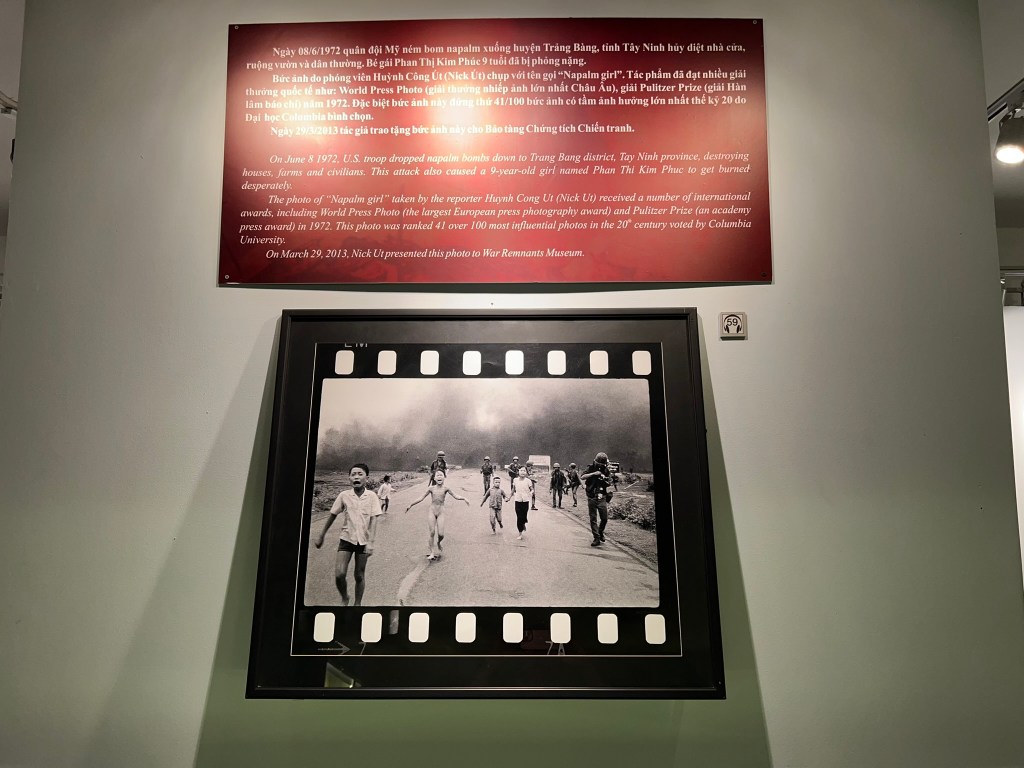 Ngày 08/6/1972 quân đội Mỹ ném bom napalm xuống huyện Trảng Bàng, tỉnh Tây Ninh hủy diệt nhà cửa,
ruộng vườn và dân thường. Bé gái Phan Thị Kim Phúc 9 tuổi đã bị phỏng nặng.
Bức ảnh do phóng viên Huỳnh Công Út (Nick Út) chụp với tên gọi “Napalm girl”. Tác phẩm đã đạt nhiều giải
thưởng quốc tế như: World Press Photo (giải thưởng nhiếp ảnh lớn nhất Châu Âu), giải Pulitzer Prize (giải Hàn
lâm báo chí) năm 1972. Đặc biệt bức ảnh này đứng thứ 41/100 bức ảnh có tầm ảnh hưởng lớn nhất thế kỷ 20 do
Đại học Columbia bình chọn.
Ngày 29/3/2013 tác giả trao tặng bức ảnh này cho Bảo tàng Chứng tích Chiến tranh.
On June 8 1972, U.S. troop dropped napalm bombs down to Trang Bang district, Tay Ninh province, destroying
houses, farms and civilians. This attack also caused a 9-year-old girl named Phan Thi Kim Phuc to get burned
desperately.
The photo of “Napalm girl” taken by the reporter Huynh Cong Ut (Nick Ut) received a number of international
awards, including World Press Photo (the largest European press photography award) and Pulitzer Prize (an academy
press award) in 1972. This photo was ranked 41 over 100 most influential photos in the 20th century voted by Columbia
University.
On March 29, 2013, Nick Ut presented this photo to War Remnants Museum.
59
7
7A